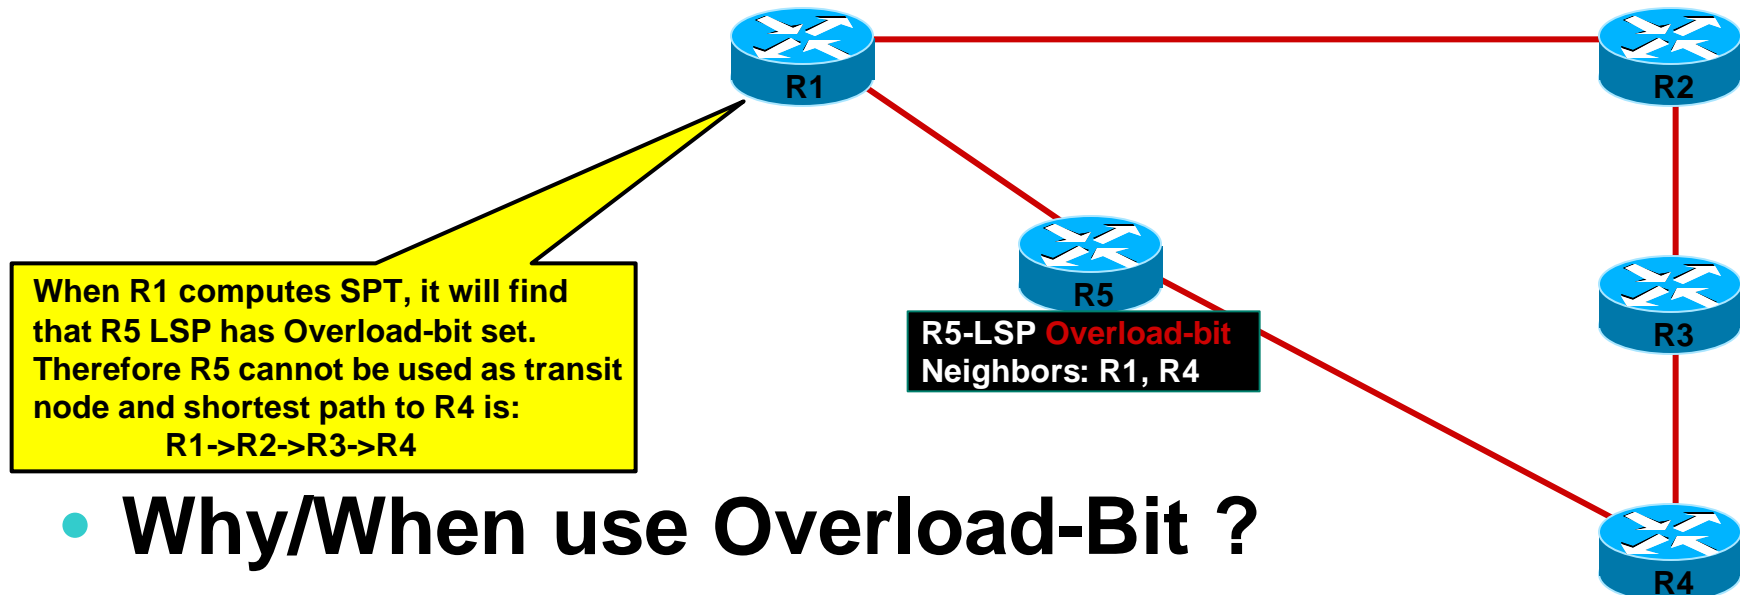 R1
R2
R5
R3
R4
When R1 computes SPT, it will find
that R5 LSP has Overload-bit set.
Therefore R5 cannot be used as transit
node and shortest path to R4 is:
R1->R2->R3->R4
R5-LSP Overload-bit
Neighbors: R1, R4
• Why/When use Overload-Bit ?